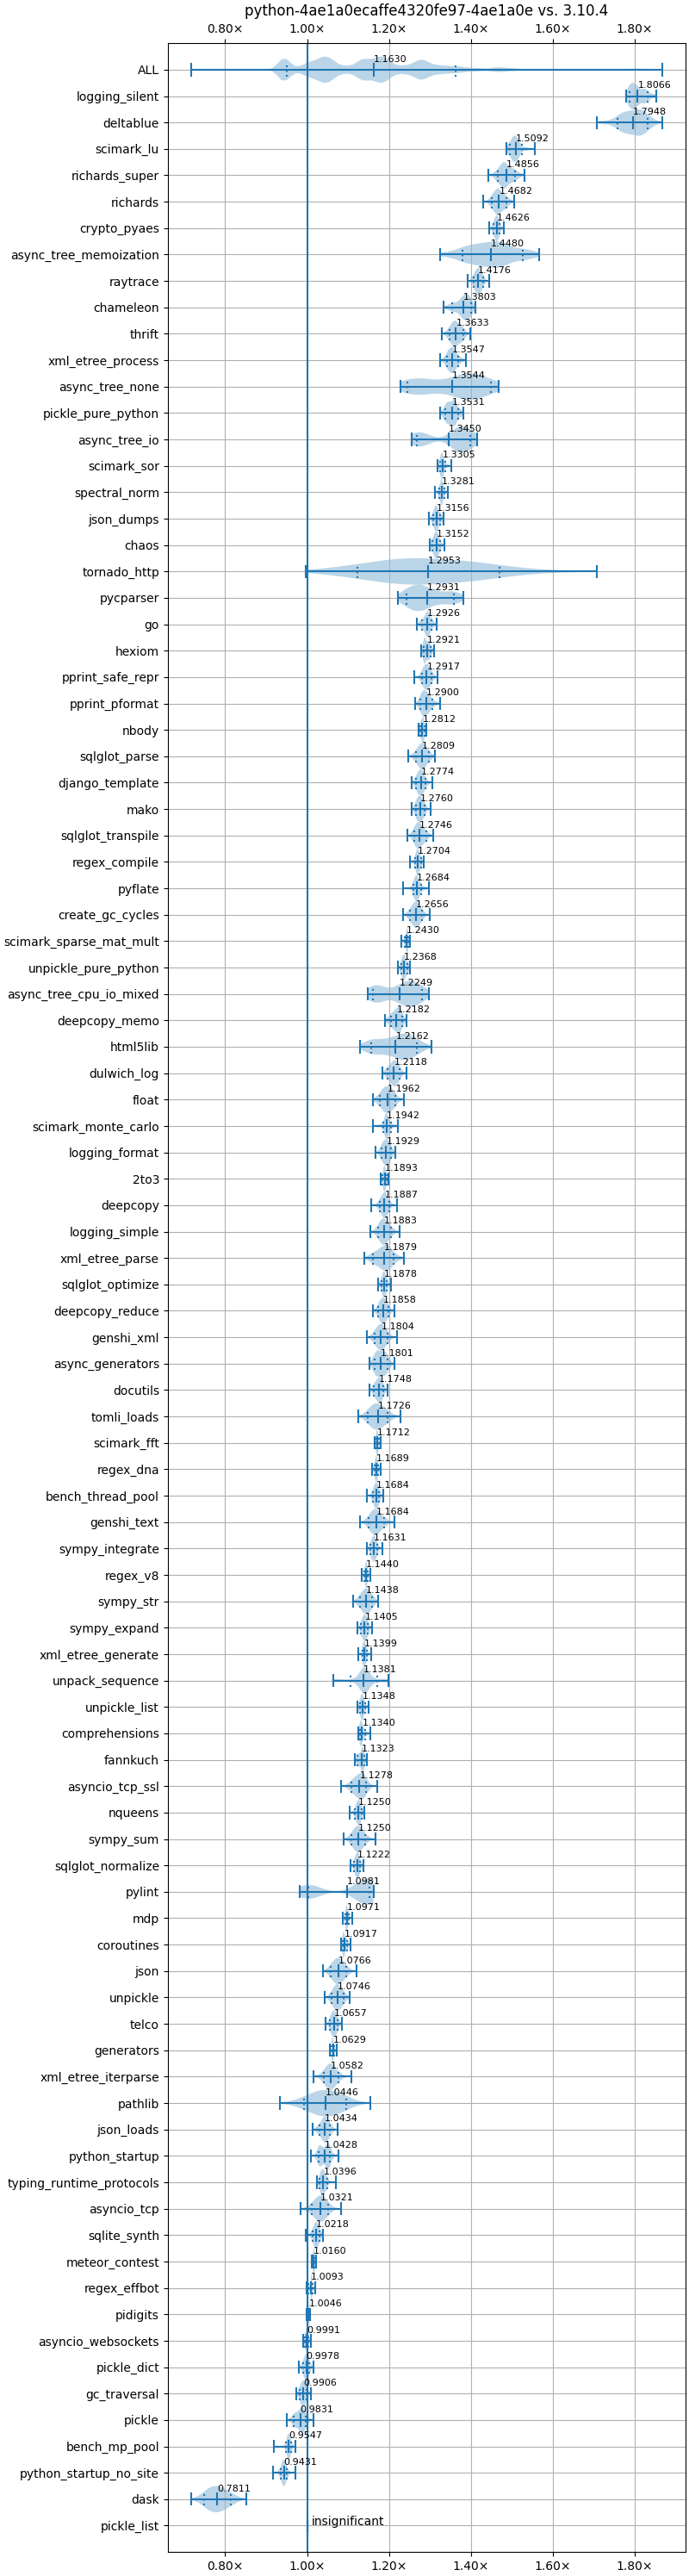 python-4ae1a0ecaffe4320fe97-4ae1a0e vs. 3.10.4
0.80× 1.00× 1.20× 1.40× 1.60× 1.80×
ALL 1.1630
logging_silent 1.8066
deltablue 1.7948
scimark_lu 1.5092
richards_super 1.4856
richards 1.4682
crypto_pyaes 1.4626
async_tree_memoization 1.4480
raytrace 1.4176
chameleon 1.3803
thrift 1.3633
xml_etree_process 1.3547
async_tree_none 1.3544
pickle_pure_python 1.3531
async_tree_io 1.3450
scimark_sor 1.3305
spectral_norm 1.3281
json_dumps 1.3156
chaos 1.3152
tornado_http 1.2953
pycparser 1.2931
go 1.2926
hexiom 1.2921
pprint_safe_repr 1.2917
pprint_pformat 1.2900
nbody 1.2812
sqlglot_parse 1.2809
django_template 1.2774
mako 1.2760
sqlglot_transpile 1.2746
regex_compile 1.2704
pyflate 1.2684
create_gc_cycles 1.2656
scimark_sparse_mat_mult 1.2430
unpickle_pure_python 1.2368
async_tree_cpu_io_mixed 1.2249
deepcopy_memo 1.2182
html5lib 1.2162
dulwich_log 1.2118
float 1.1962
scimark_monte_carlo 1.1942
logging_format 1.1929
2to3 1.1893
deepcopy 1.1887
logging_simple 1.1883
xml_etree_parse 1.1879
sqlglot_optimize 1.1878
deepcopy_reduce 1.1858
genshi_xml 1.1804
async_generators 1.1801
docutils 1.1748
tomli_loads 1.1726
scimark_fft 1.1712
regex_dna 1.1689
bench_thread_pool 1.1684
genshi_text 1.1684
sympy_integrate 1.1631
regex_v8 1.1440
sympy_str 1.1438
sympy_expand 1.1405
xml_etree_generate 1.1399
unpack_sequence 1.1381
unpickle_list 1.1348
comprehensions 1.1340
fannkuch 1.1323
asyncio_tcp_ssl 1.1278
nqueens 1.1250
sympy_sum 1.1250
sqlglot_normalize 1.1222
pylint 1.0981
mdp 1.0971
coroutines 1.0917
json 1.0766
unpickle 1.0746
telco 1.0657
generators 1.0629
xml_etree_iterparse 1.0582
pathlib 1.0446
json_loads 1.0434
python_startup 1.0428
typing_runtime_protocols 1.0396
asyncio_tcp 1.0321
sqlite_synth 1.0218
meteor_contest 1.0160
regex_effbot 1.0093
pidigits 1.0046
asyncio_websockets 0.9991
pickle_dict 0.9978
gc_traversal 0.9906
pickle 0.9831
bench_mp_pool 0.9547
python_startup_no_site 0.9431
dask 0.7811
pickle_list insignificant
0.80× 1.00× 1.20× 1.40× 1.60× 1.80×